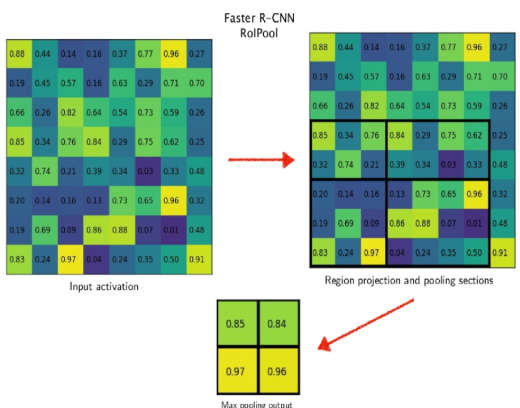 Faster R-CNN
RoIPool
0.88 0.44 0.14 0.16 0.37 0.77 0.96 0.27
0.19 0.45 0.57 0.16 0.63 0.29 0.71 0.70
0.66 0.26 0.82 0.64 0.54 0.73 0.59 0.26
0.85 0.34 0.76 0.84 0.29 0.75 0.62 0.25
0.32 0.74 0.21 0.39 0.34 0.03 0.33 0.48
0.20 0.14 0.16 0.13 0.73 0.65 0.96 0.32
0.19 0.69 0.09 0.86 0.88 0.07 0.01 0.48
0.83 0.24 0.97 0.04 0.24 0.35 0.50 0.91
Input activation
0.88 0.44 0.14 0.16 0.37 0.77 0.96 0.27
0.19 0.45 0.57 0.16 0.63 0.29 0.71 0.70
0.66 0.26 0.82 0.64 0.54 0.73 0.59 0.26
0.85 0.34 0.76 0.84 0.29 0.75 0.62 0.25
0.32 0.74 0.21 0.39 0.34 0.03 0.33 0.48
0.20 0.14 0.16 0.13 0.73 0.65 0.96 0.32
0.19 0.69 0.09 0.86 0.88 0.07 0.01 0.48
0.83 0.24 0.97 0.04 0.24 0.35 0.50 0.91
Region projection and pooling sections
0.85 0.84
0.97 0.96
Max pooling output